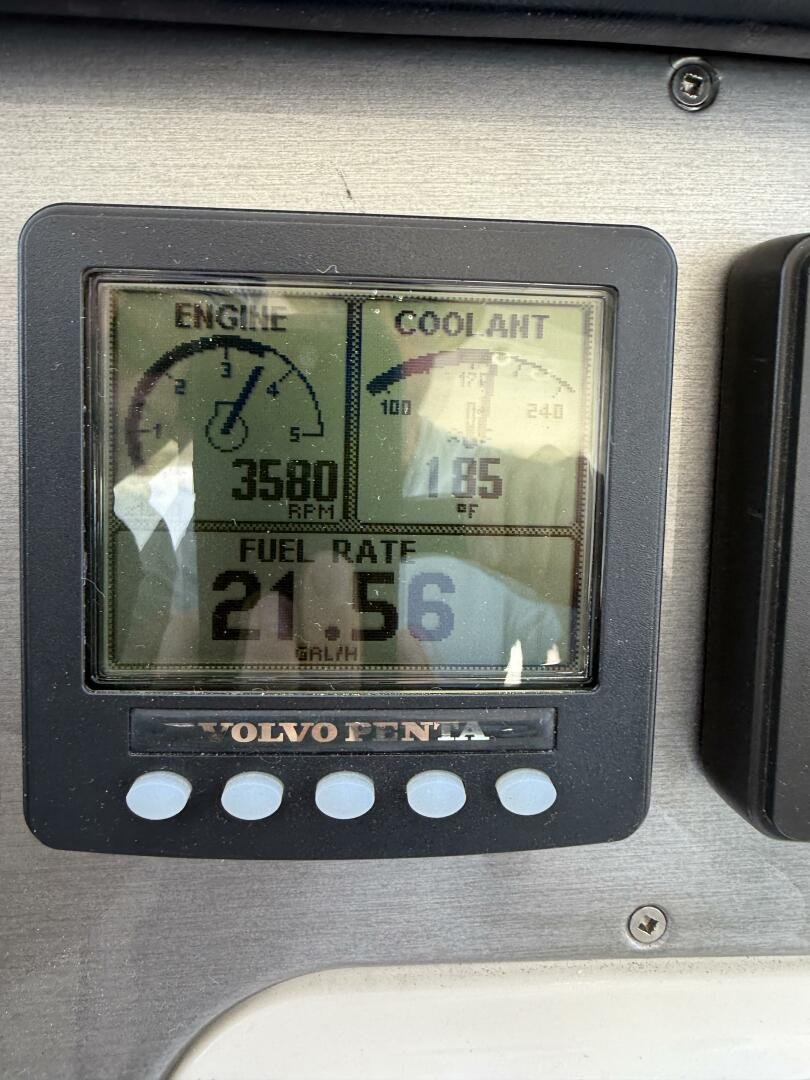 ENGINE
1
2
3
4
5
3580
RPM
COOLANT
100
170
240
185
°F
FUEL RATE
21.56
GAL/H
VOLVO PENTA